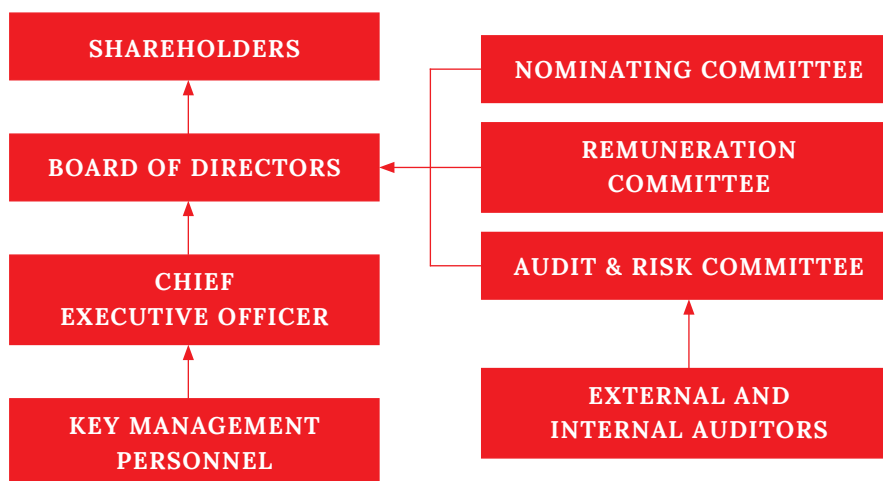 SHAREHOLDERS
BOARD OF DIRECTORS
CHIEF
EXECUTIVE OFFICER
KEY MANAGEMENT
PERSONNEL
NOMINATING COMMITTEE
REMUNERATION
COMMITTEE
AUDIT & RISK COMMITTEE
EXTERNAL AND
INTERNAL AUDITORS